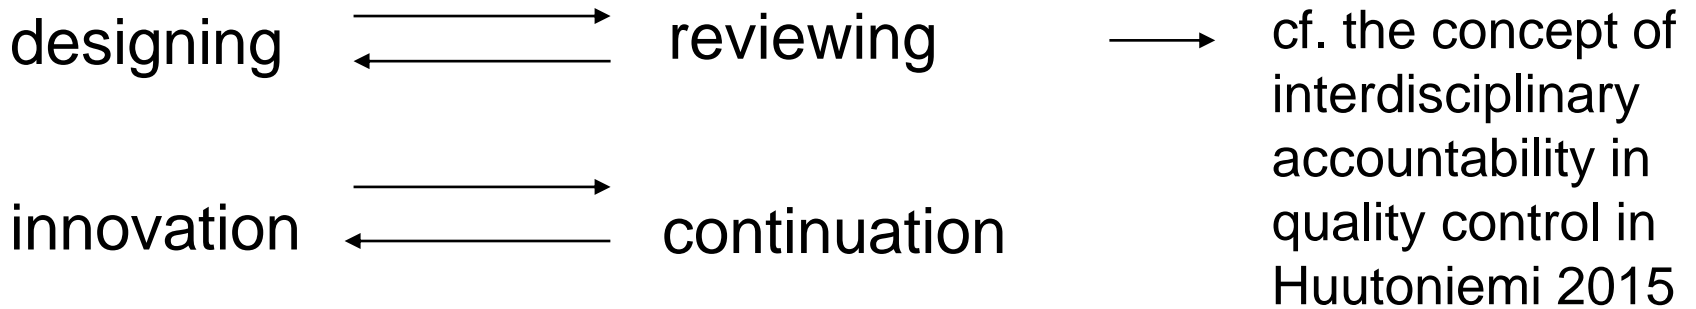 designing
reviewing
cf. the concept of
interdisciplinary
accountability in
quality control in
Huutoniemi 2015
innovation
continuation